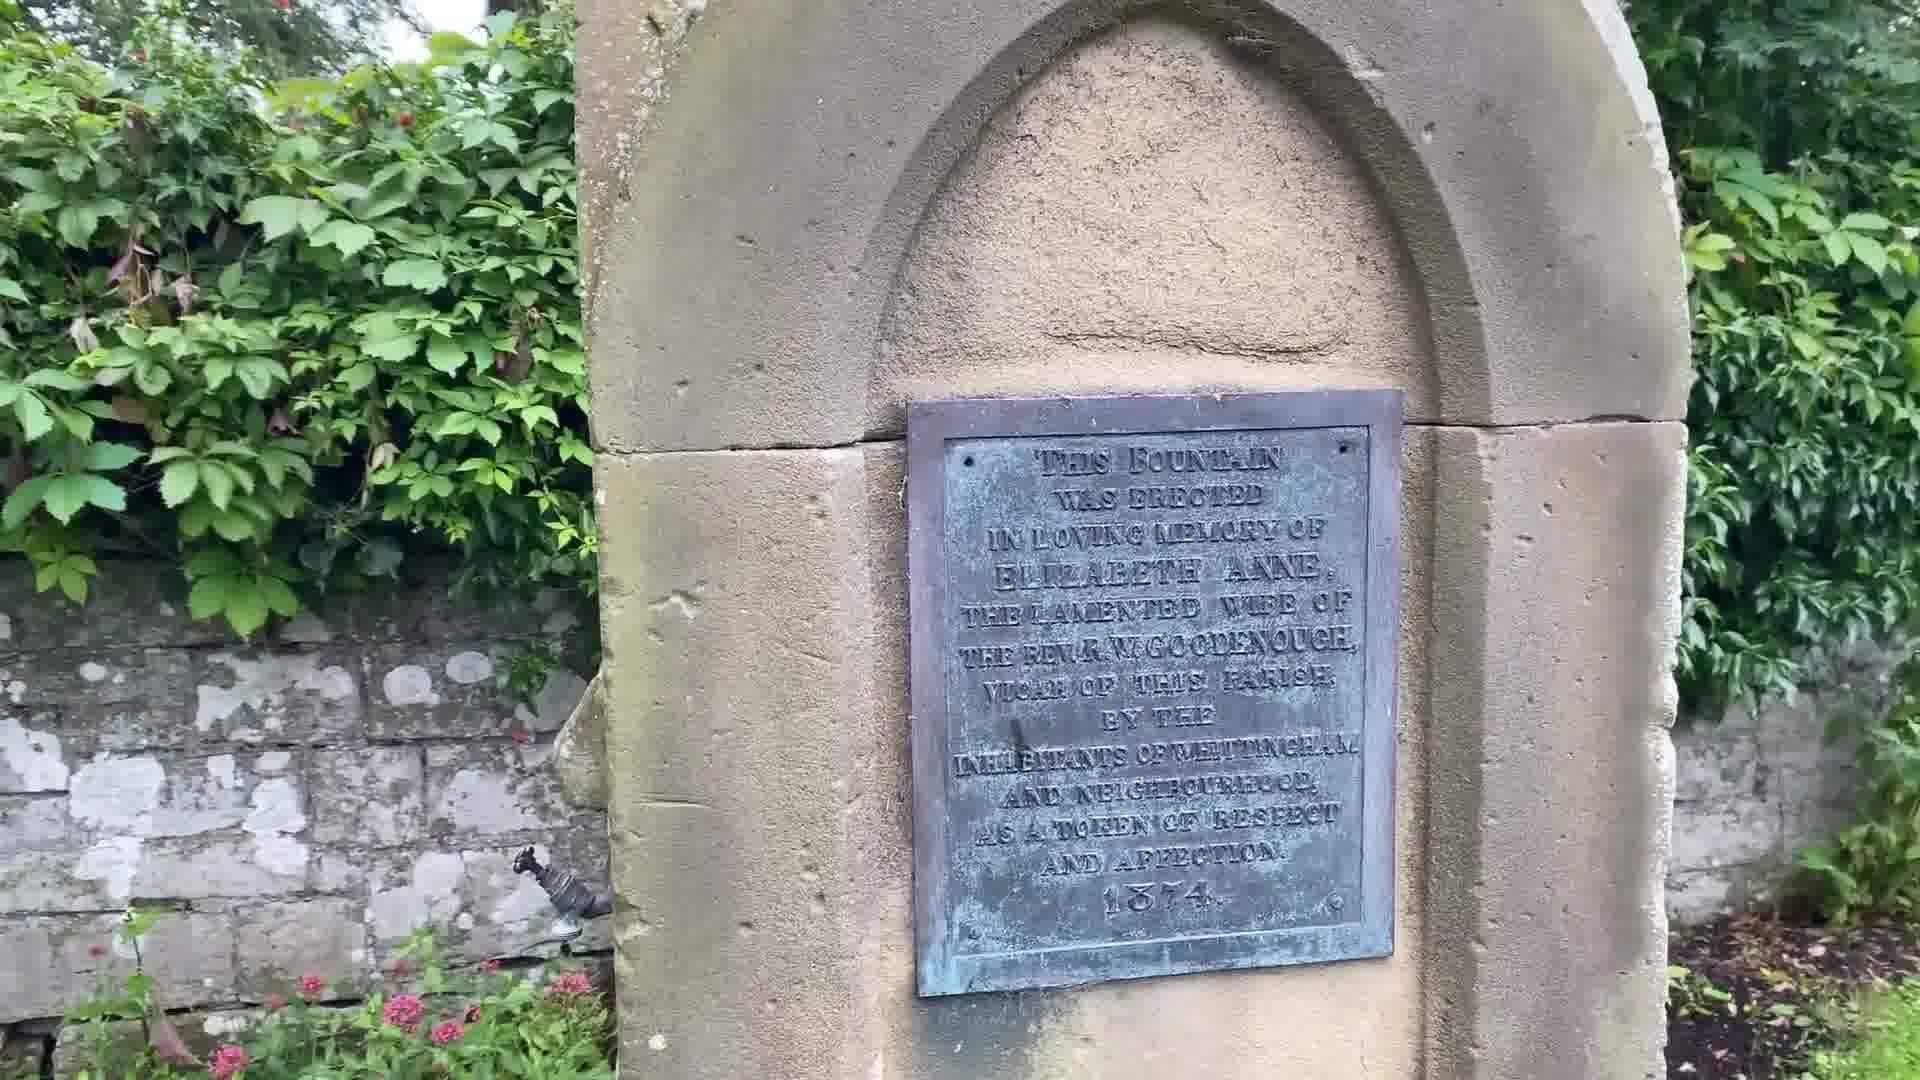 THIS FOUNTAIN
WAS ERECTED
IN LOVING MEMORY OF
ELIZABETH ANNE,
THE LAMENTED WIFE OF
THE REV. R. W. GOODENOUGH,
VICAR OF THIS PARISH,
BY THE
INHABITANTS OF WHITTINGHAM
AND NEIGHBOURHOOD,
AS A TOKEN OF RESPECT
AND AFFECTION.
1874.